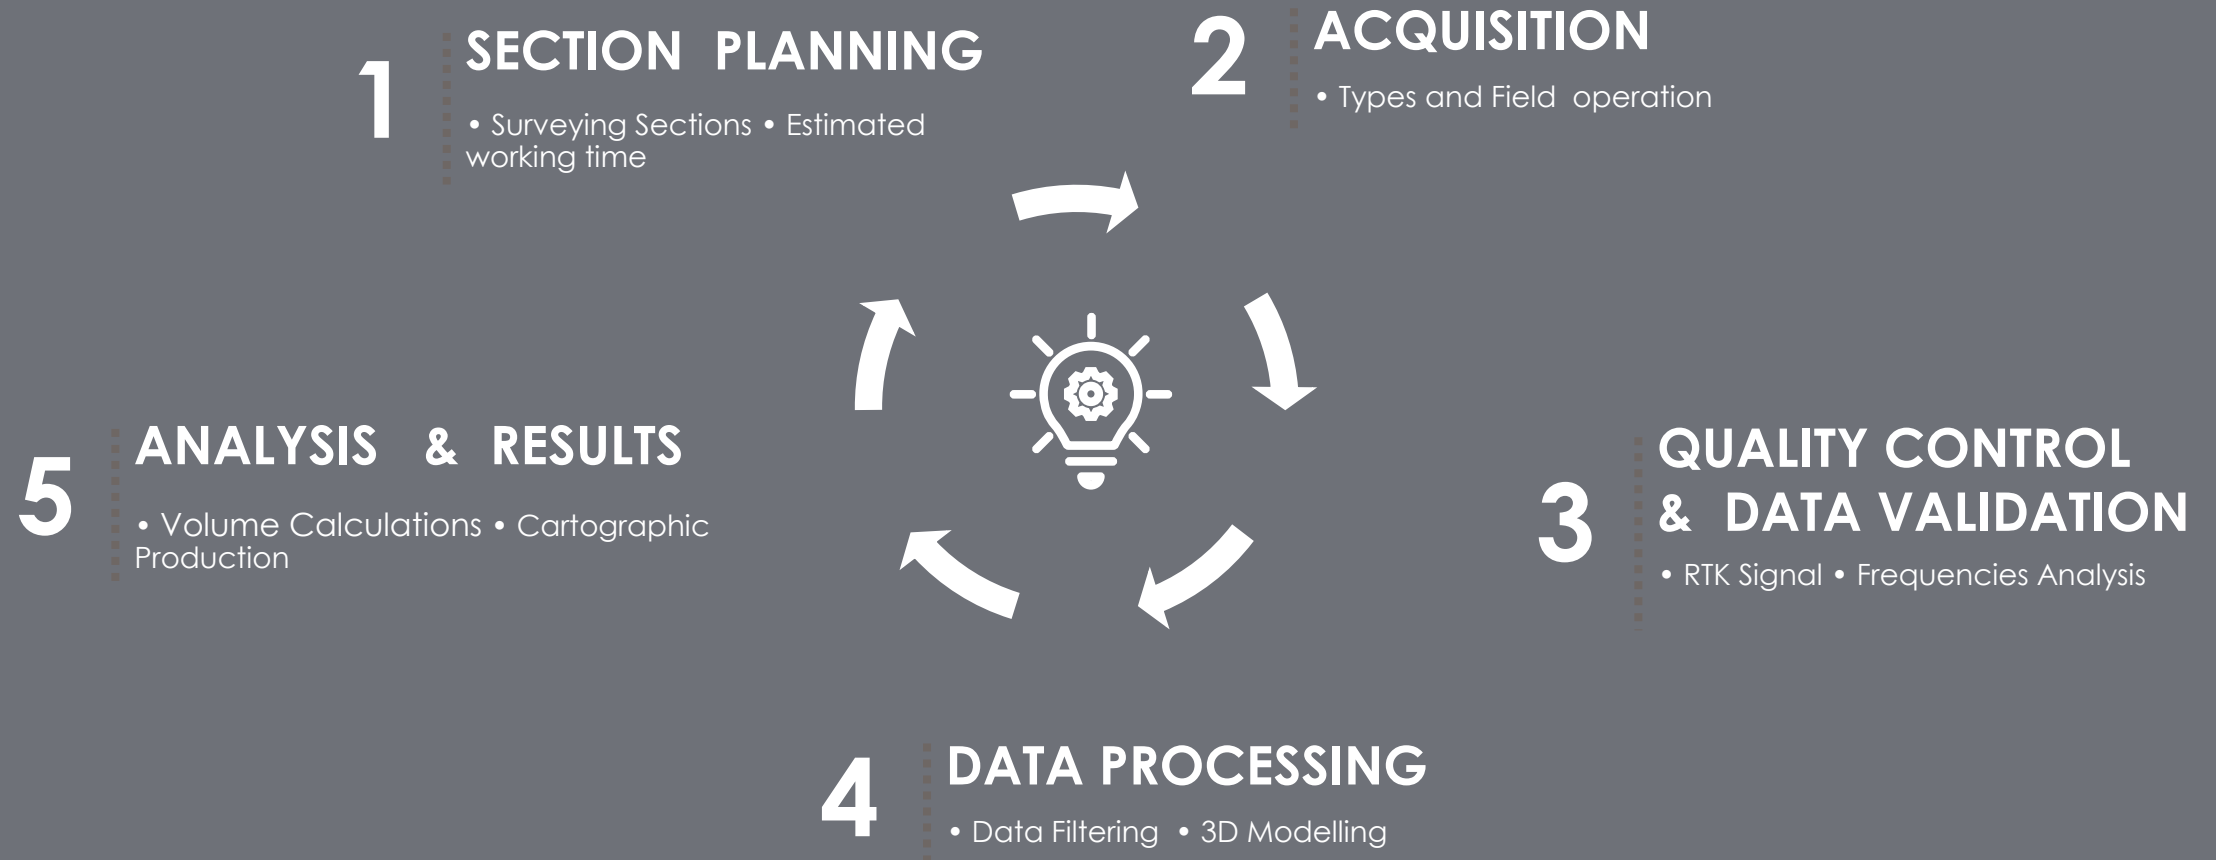 1
SECTION PLANNING
• Surveying Sections • Estimated
working time
2
ACQUISITION
• Types and Field operation
3
QUALITY CONTROL
& DATA VALIDATION
• RTK Signal • Frequencies Analysis
4
DATA PROCESSING
• Data Filtering • 3D Modelling
5
ANALYSIS & RESULTS
• Volume Calculations • Cartographic
Production